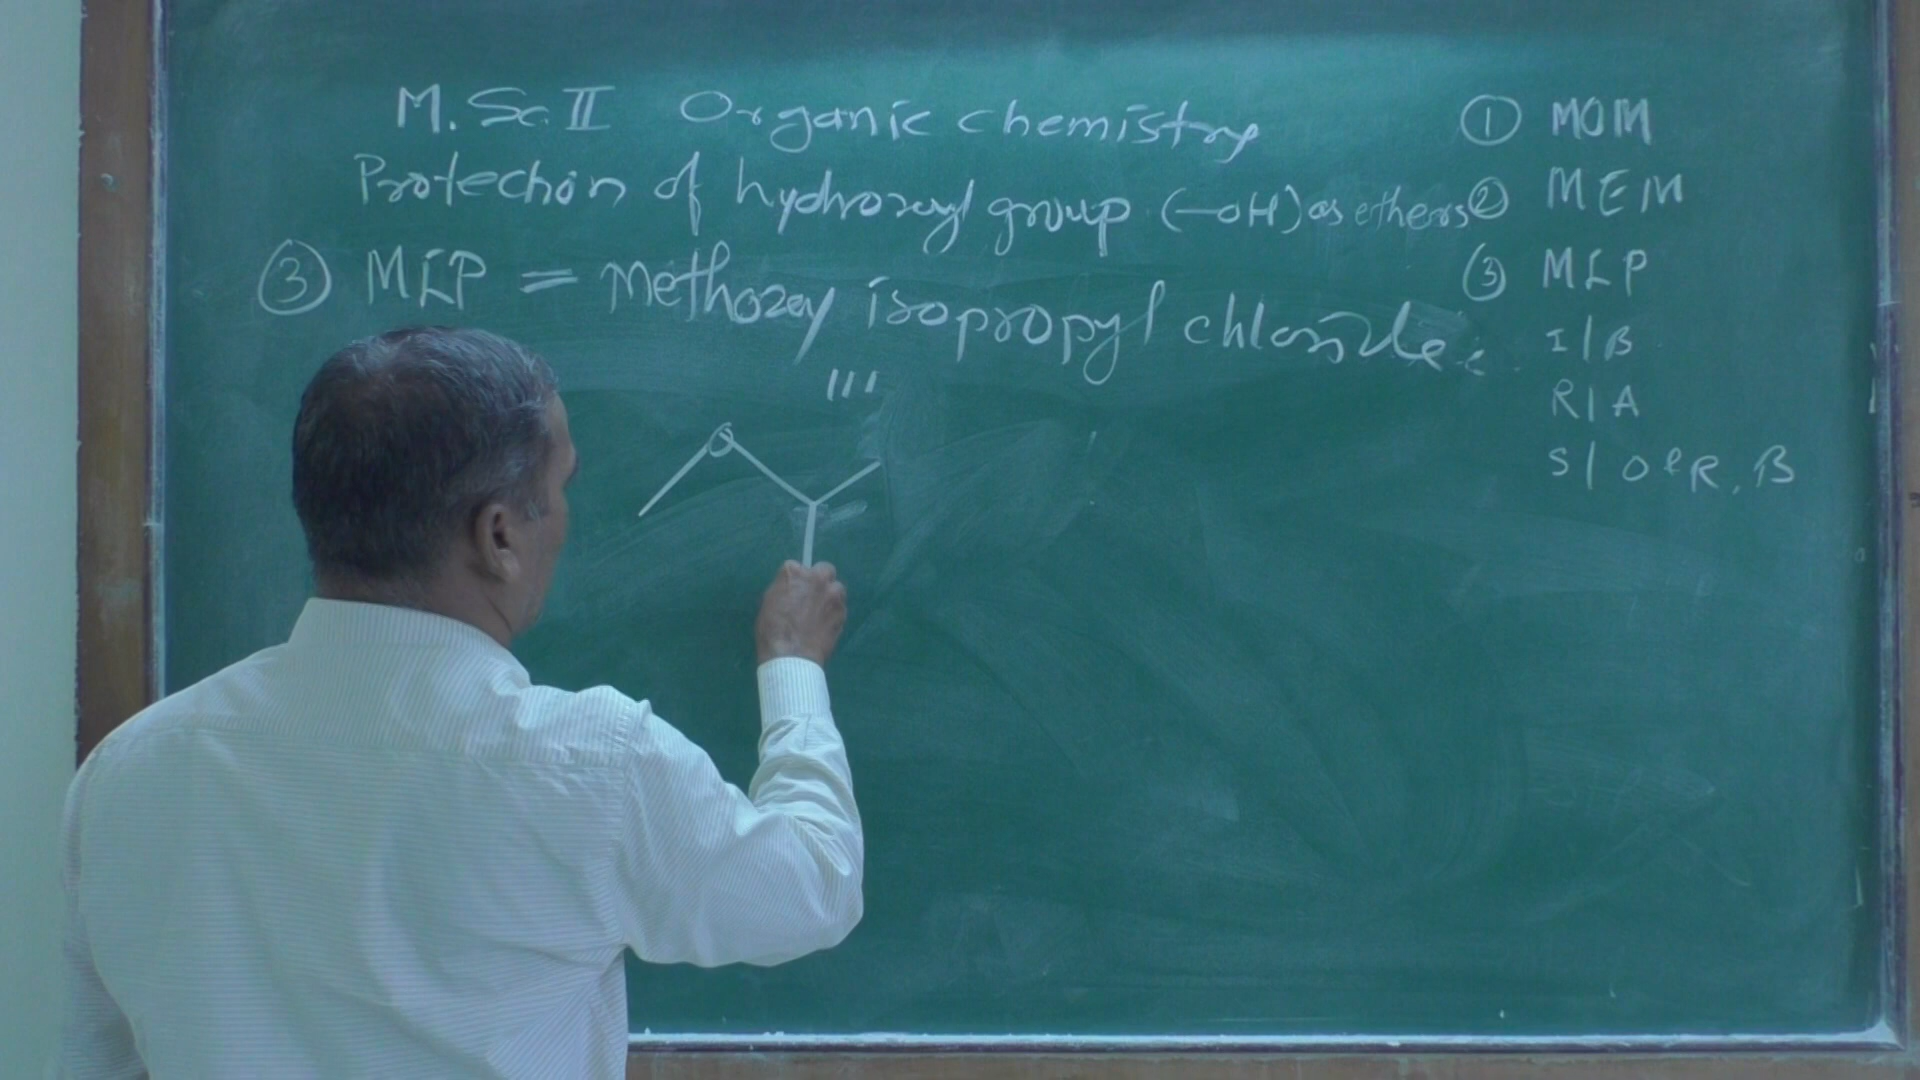 M.Sc.II Organic chemistry
Protection of hydroxyl group (-OH) as ethers
③ MIP = Methoxy isopropyl chloride
O
① MOM
② MEM
③ MIP
I/B
R/A
S/ O & R, B